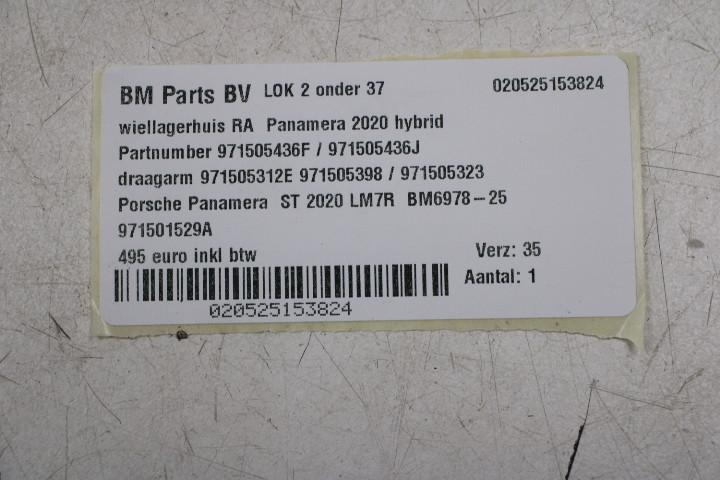 BM Parts BV LOK 2 onder 37 020525153824
wiellagerhuis RA Panamera 2020 hybrid
Partnumber 971505436F / 971505436J
draagarm 971505312E 971505398 / 971505323
Porsche Panamera ST 2020 LM7R BM6978-25
971501529A
495 euro inkl btw Verz: 35
Aantal: 1
020525153824